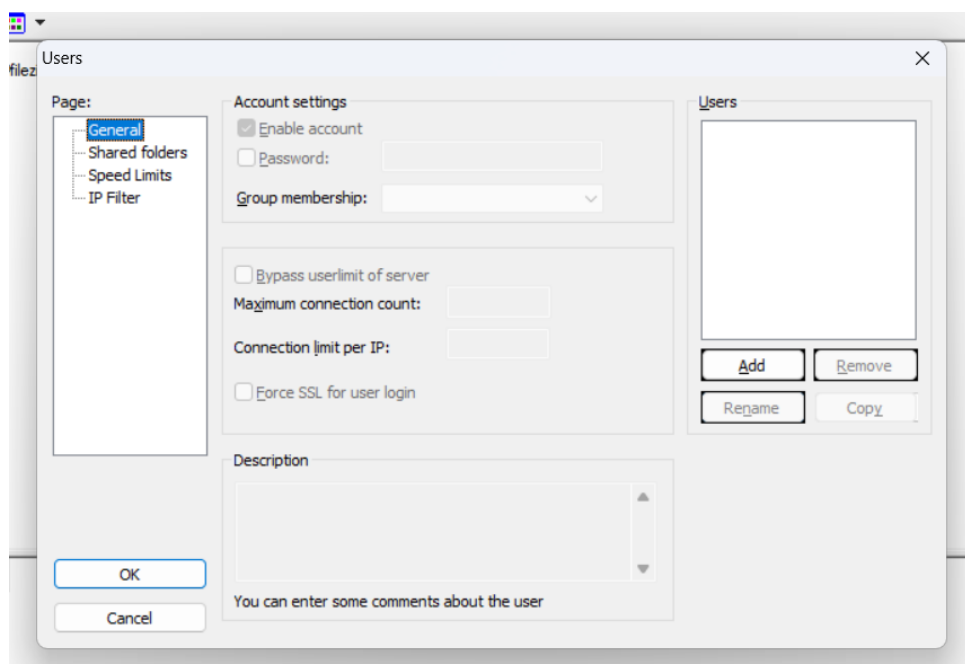 Users
filez
Page:
General
Shared folders
Speed Limits
IP Filter
OK
Cancel
Account settings
Enable account
Password:
Group membership:
Bypass userlimit of server
Maximum connection count:
Connection limit per IP:
Force SSL for user login
Description
You can enter some comments about the user
Users
Add
Remove
Rename
Copy